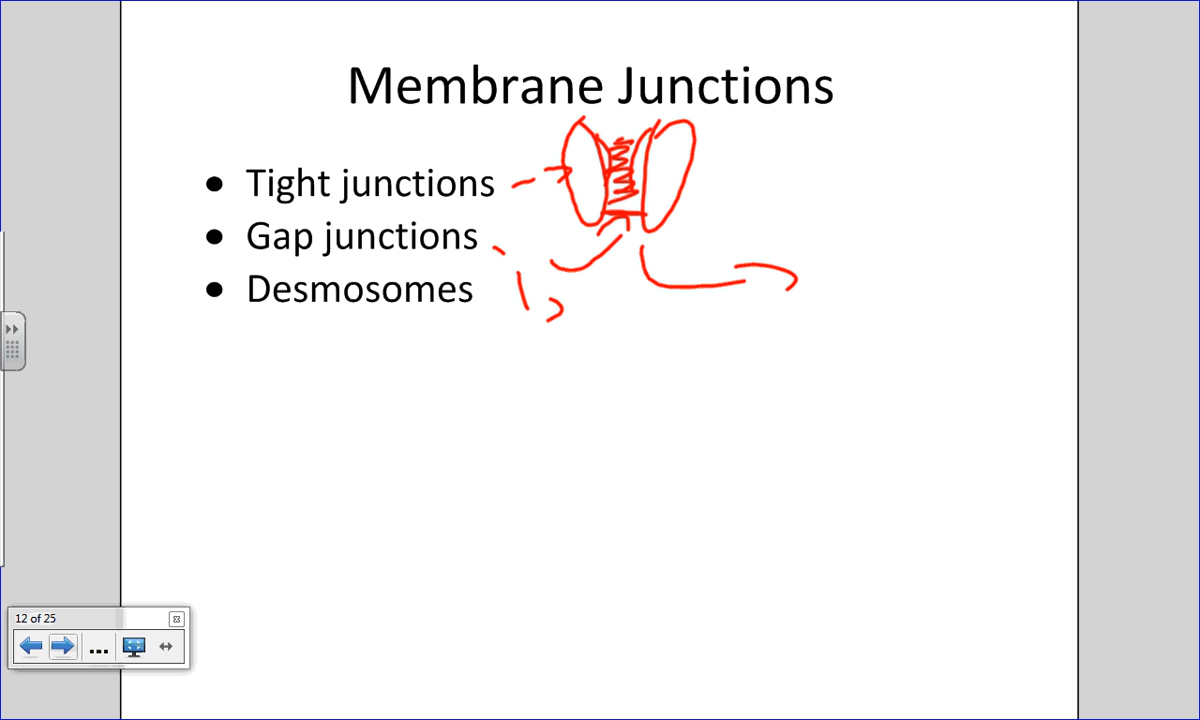 Membrane Junctions
● Tight junctions
● Gap junctions
● Desmosomes
12 of 25
...